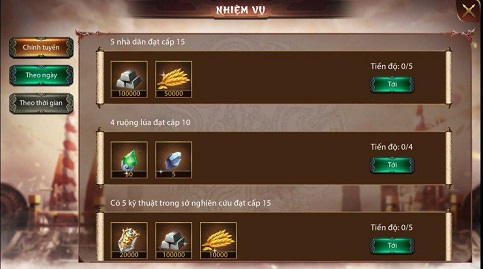 NHIỆM VỤ
Chính tuyến
Theo ngày
Theo thời gian
5 nhà dân đạt cấp 15
100000
50000
Tiến độ: 0/5
Tới
4 ruộng lúa đạt cấp 10
5
Tiến độ: 0/4
Tới
Có 5 kỹ thuật trong sở nghiên cứu đạt cấp 15
20000
100000
10000
Tiến độ: 0/5
Tới